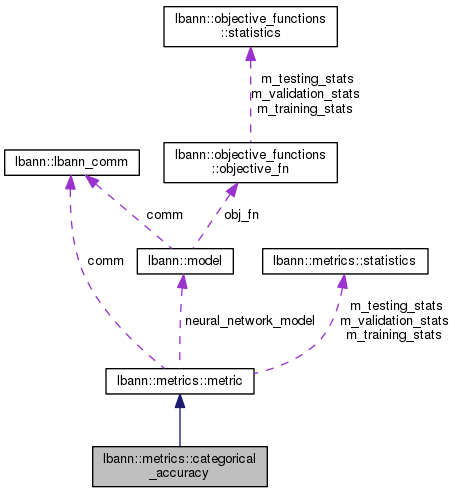 lbann::objective_functions
::statistics
m_testing_stats
m_validation_stats
m_training_stats
lbann::lbann_comm
lbann::objective_functions
::objective_fn
comm
obj_fn
comm
lbann::model
lbann::metrics::statistics
neural_network_model
m_testing_stats
m_validation_stats
m_training_stats
lbann::metrics::metric
lbann::metrics::categorical
_accuracy